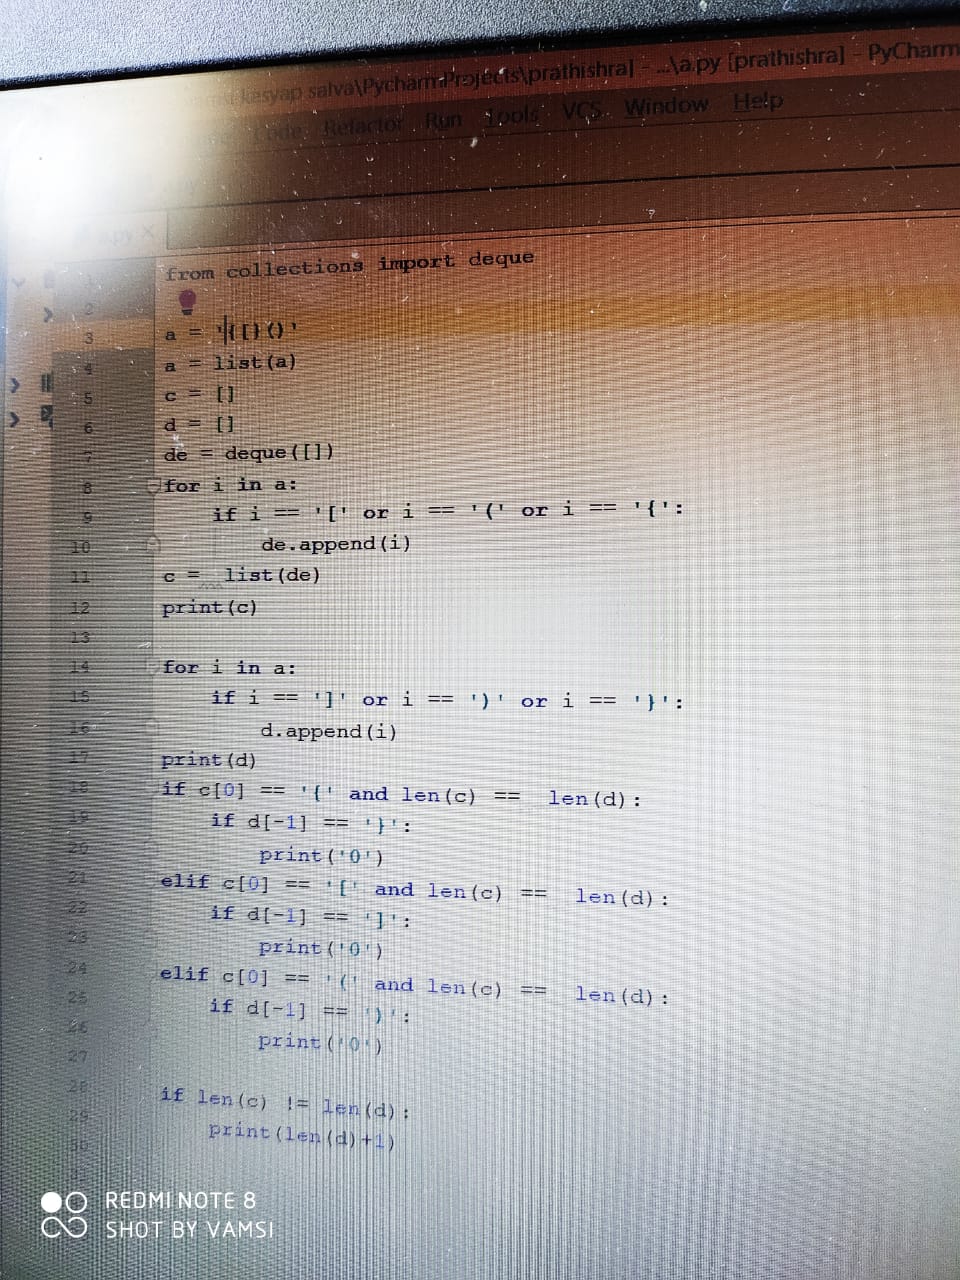 kasyap salva\PycharmProjects\prathishra] - ...\a.py [prathishra] - PyCharm
Code Refactor Run Tools VCS Window Help
.py
1 from collections import deque
2
3 a = '{[}()'
4 a = list(a)
5 c = []
6 d = []
7 de = deque([])
8 for i in a:
9 if i == '[' or i == '(' or i == '{':
10 de.append(i)
11 c = list(de)
12 print(c)
13
14 for i in a:
15 if i == ']' or i == ')' or i == '}':
16 d.append(i)
17 print(d)
18 if c[0] == '{' and len(c) == len(d):
19 if d[-1] == '}':
20 print('0')
21 elif c[0] == '[' and len(c) == len(d):
22 if d[-1] == ']':
23 print('0')
24 elif c[0] == '(' and len(c) == len(d):
25 if d[-1] == ')':
26 print('0')
27
28 if len(c) != len(d):
29 print(len(d)+1)
30
REDMI NOTE 8
SHOT BY VAMSI